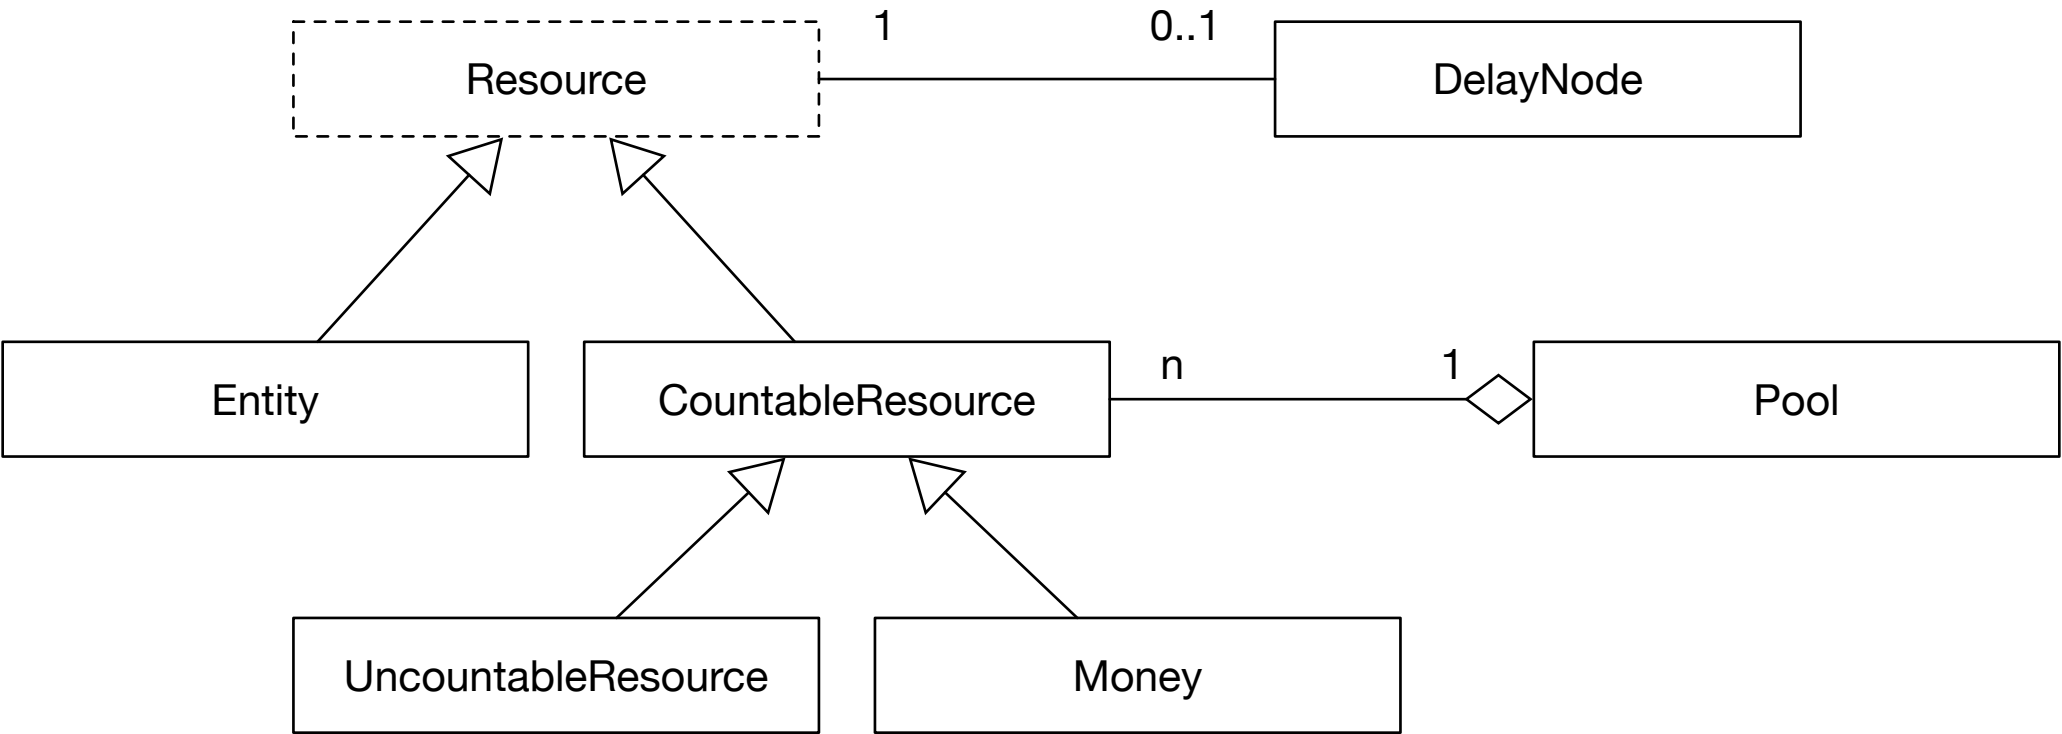 1
0..1
Resource
DelayNode
n
1
Entity
CountableResource
Pool
UncountableResource
Money